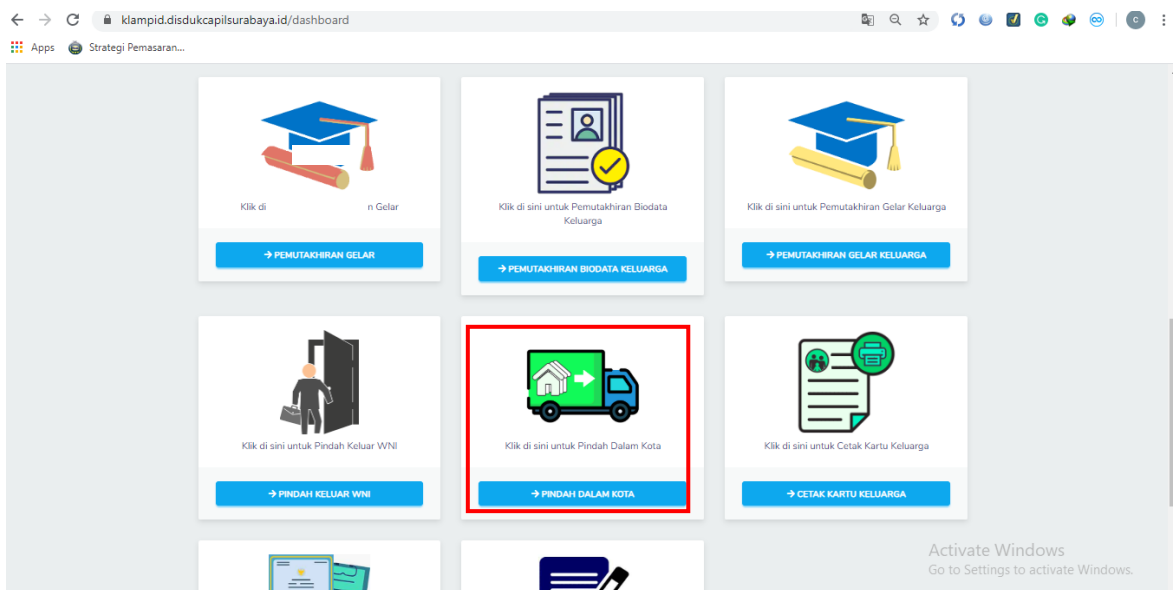 klampid.disdukcapilsurabaya.id/dashboard
Apps Strategi Pemasaran...
Klik di n Gelar
→ PEMUTAKHIRAN GELAR
Klik di sini untuk Pemutakhiran Biodata
Keluarga
→ PEMUTAKHIRAN BIODATA KELUARGA
Klik di sini untuk Pemutakhiran Gelar Keluarga
→ PEMUTAKHIRAN GELAR KELUARGA
Klik di sini untuk Pindah Keluar WNI
→ PINDAH KELUAR WNI
Klik di sini untuk Pindah Dalam Kota
→ PINDAH DALAM KOTA
Klik di sini untuk Cetak Kartu Keluarga
→ CETAK KARTU KELUARGA
Activate Windows
Go to Settings to activate Windows.